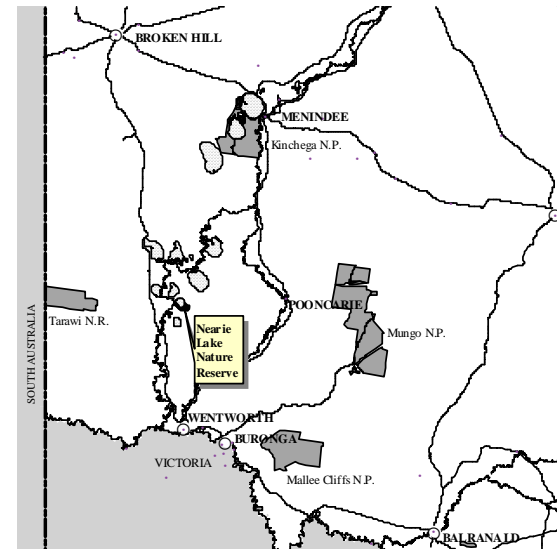 BROKEN HILL
MENINDEE
Kinchega N.P.
SOUTH AUSTRALIA
Tarawi N.R.
POONCARIE
Mungo N.P.
Nearie
Lake
Nature
Reserve
WENTWORTH
BURONGA
VICTORIA
Mallee Cliffs N.P.
BALRANALD